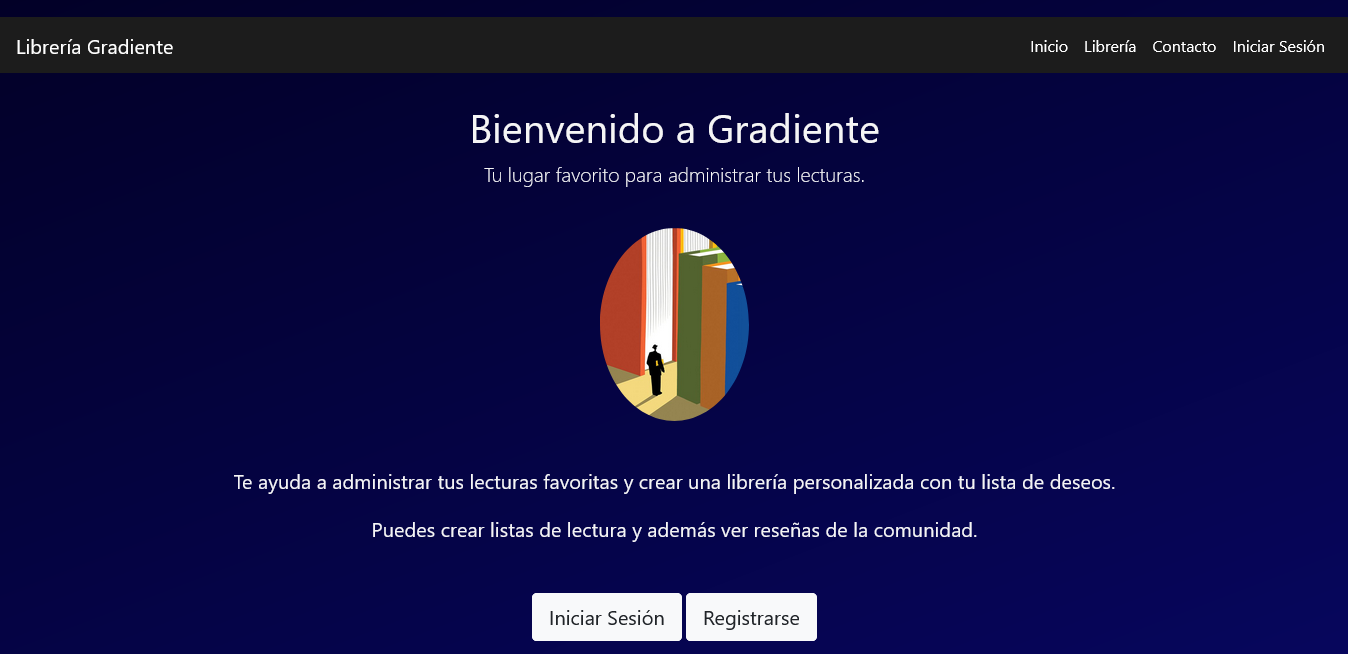 Librería Gradiente
Inicio Librería Contacto Iniciar Sesión
Bienvenido a Gradiente
Tu lugar favorito para administrar tus lecturas.
Te ayuda a administrar tus lecturas favoritas y crear una librería personalizada con tu lista de deseos.
Puedes crear listas de lectura y además ver reseñas de la comunidad.
Iniciar Sesión Registrarse